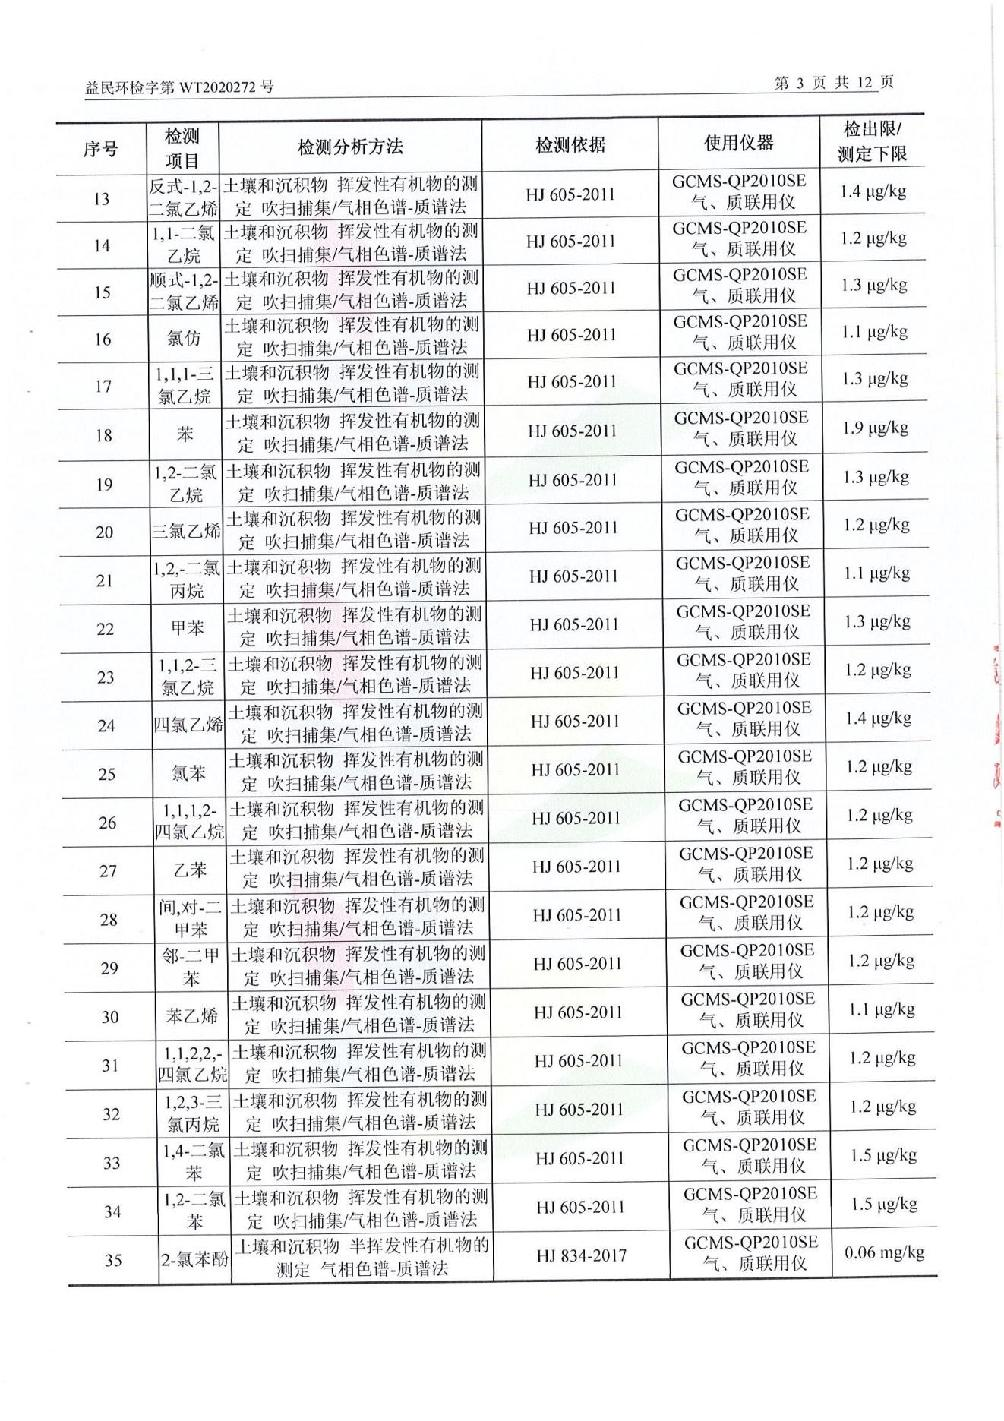 益民环检字第 WT2020272 号
第 3 页 共 12 页
序号 检测项目 检测分析方法 检测依据 使用仪器 检出限/测定下限
13 反式-1,2-二氯乙烯 土壤和沉积物 挥发性有机物的测定 吹扫捕集/气相色谱-质谱法 HJ 605-2011 GCMS-QP2010SE 气、质联用仪 1.4 μg/kg
14 1,1-二氯乙烷 土壤和沉积物 挥发性有机物的测定 吹扫捕集/气相色谱-质谱法 HJ 605-2011 GCMS-QP2010SE 气、质联用仪 1.2 μg/kg
15 顺式-1,2-二氯乙烯 土壤和沉积物 挥发性有机物的测定 吹扫捕集/气相色谱-质谱法 HJ 605-2011 GCMS-QP2010SE 气、质联用仪 1.3 μg/kg
16 氯仿 土壤和沉积物 挥发性有机物的测定 吹扫捕集/气相色谱-质谱法 HJ 605-2011 GCMS-QP2010SE 气、质联用仪 1.1 μg/kg
17 1,1,1-三氯乙烷 土壤和沉积物 挥发性有机物的测定 吹扫捕集/气相色谱-质谱法 HJ 605-2011 GCMS-QP2010SE 气、质联用仪 1.3 μg/kg
18 苯 土壤和沉积物 挥发性有机物的测定 吹扫捕集/气相色谱-质谱法 HJ 605-2011 GCMS-QP2010SE 气、质联用仪 1.9 μg/kg
19 1,2-二氯乙烷 土壤和沉积物 挥发性有机物的测定 吹扫捕集/气相色谱-质谱法 HJ 605-2011 GCMS-QP2010SE 气、质联用仪 1.3 μg/kg
20 三氯乙烯 土壤和沉积物 挥发性有机物的测定 吹扫捕集/气相色谱-质谱法 HJ 605-2011 GCMS-QP2010SE 气、质联用仪 1.2 μg/kg
21 1,2,-二氯丙烷 土壤和沉积物 挥发性有机物的测定 吹扫捕集/气相色谱-质谱法 HJ 605-2011 GCMS-QP2010SE 气、质联用仪 1.1 μg/kg
22 甲苯 土壤和沉积物 挥发性有机物的测定 吹扫捕集/气相色谱-质谱法 HJ 605-2011 GCMS-QP2010SE 气、质联用仪 1.3 μg/kg
23 1,1,2-三氯乙烷 土壤和沉积物 挥发性有机物的测定 吹扫捕集/气相色谱-质谱法 HJ 605-2011 GCMS-QP2010SE 气、质联用仪 1.2 μg/kg
24 四氯乙烯 土壤和沉积物 挥发性有机物的测定 吹扫捕集/气相色谱-质谱法 HJ 605-2011 GCMS-QP2010SE 气、质联用仪 1.4 μg/kg
25 氯苯 土壤和沉积物 挥发性有机物的测定 吹扫捕集/气相色谱-质谱法 HJ 605-2011 GCMS-QP2010SE 气、质联用仪 1.2 μg/kg
26 1,1,1,2-四氯乙烷 土壤和沉积物 挥发性有机物的测定 吹扫捕集/气相色谱-质谱法 HJ 605-2011 GCMS-QP2010SE 气、质联用仪 1.2 μg/kg
27 乙苯 土壤和沉积物 挥发性有机物的测定 吹扫捕集/气相色谱-质谱法 HJ 605-2011 GCMS-QP2010SE 气、质联用仪 1.2 μg/kg
28 间,对-二甲苯 土壤和沉积物 挥发性有机物的测定 吹扫捕集/气相色谱-质谱法 HJ 605-2011 GCMS-QP2010SE 气、质联用仪 1.2 μg/kg
29 邻-二甲苯 土壤和沉积物 挥发性有机物的测定 吹扫捕集/气相色谱-质谱法 HJ 605-2011 GCMS-QP2010SE 气、质联用仪 1.2 μg/kg
30 苯乙烯 土壤和沉积物 挥发性有机物的测定 吹扫捕集/气相色谱-质谱法 HJ 605-2011 GCMS-QP2010SE 气、质联用仪 1.1 μg/kg
31 1,1,2,2,-四氯乙烷 土壤和沉积物 挥发性有机物的测定 吹扫捕集/气相色谱-质谱法 HJ 605-2011 GCMS-QP2010SE 气、质联用仪 1.2 μg/kg
32 1,2,3-三氯丙烷 土壤和沉积物 挥发性有机物的测定 吹扫捕集/气相色谱-质谱法 HJ 605-2011 GCMS-QP2010SE 气、质联用仪 1.2 μg/kg
33 1,4-二氯苯 土壤和沉积物 挥发性有机物的测定 吹扫捕集/气相色谱-质谱法 HJ 605-2011 GCMS-QP2010SE 气、质联用仪 1.5 μg/kg
34 1,2-二氯苯 土壤和沉积物 挥发性有机物的测定 吹扫捕集/气相色谱-质谱法 HJ 605-2011 GCMS-QP2010SE 气、质联用仪 1.5 μg/kg
35 2-氯苯酚 土壤和沉积物 半挥发性有机物的测定 气相色谱-质谱法 HJ 834-2017 GCMS-QP2010SE 气、质联用仪 0.06 mg/kg